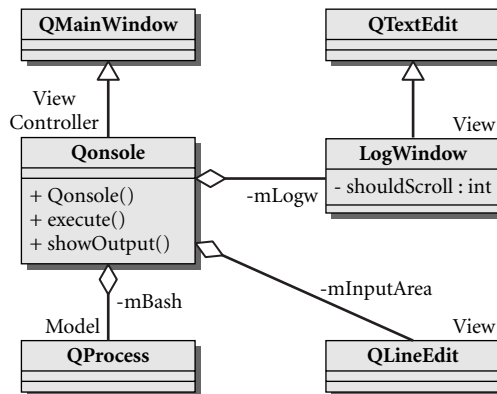 QMainWindow
QTextEdit
View
Controller
View
Qonsole
LogWindow
+ Qonsole()
+ execute()
+ showOutput()
- shouldScroll : int
-mLogw
-mBash
-mInputArea
Model
View
QProcess
QLineEdit